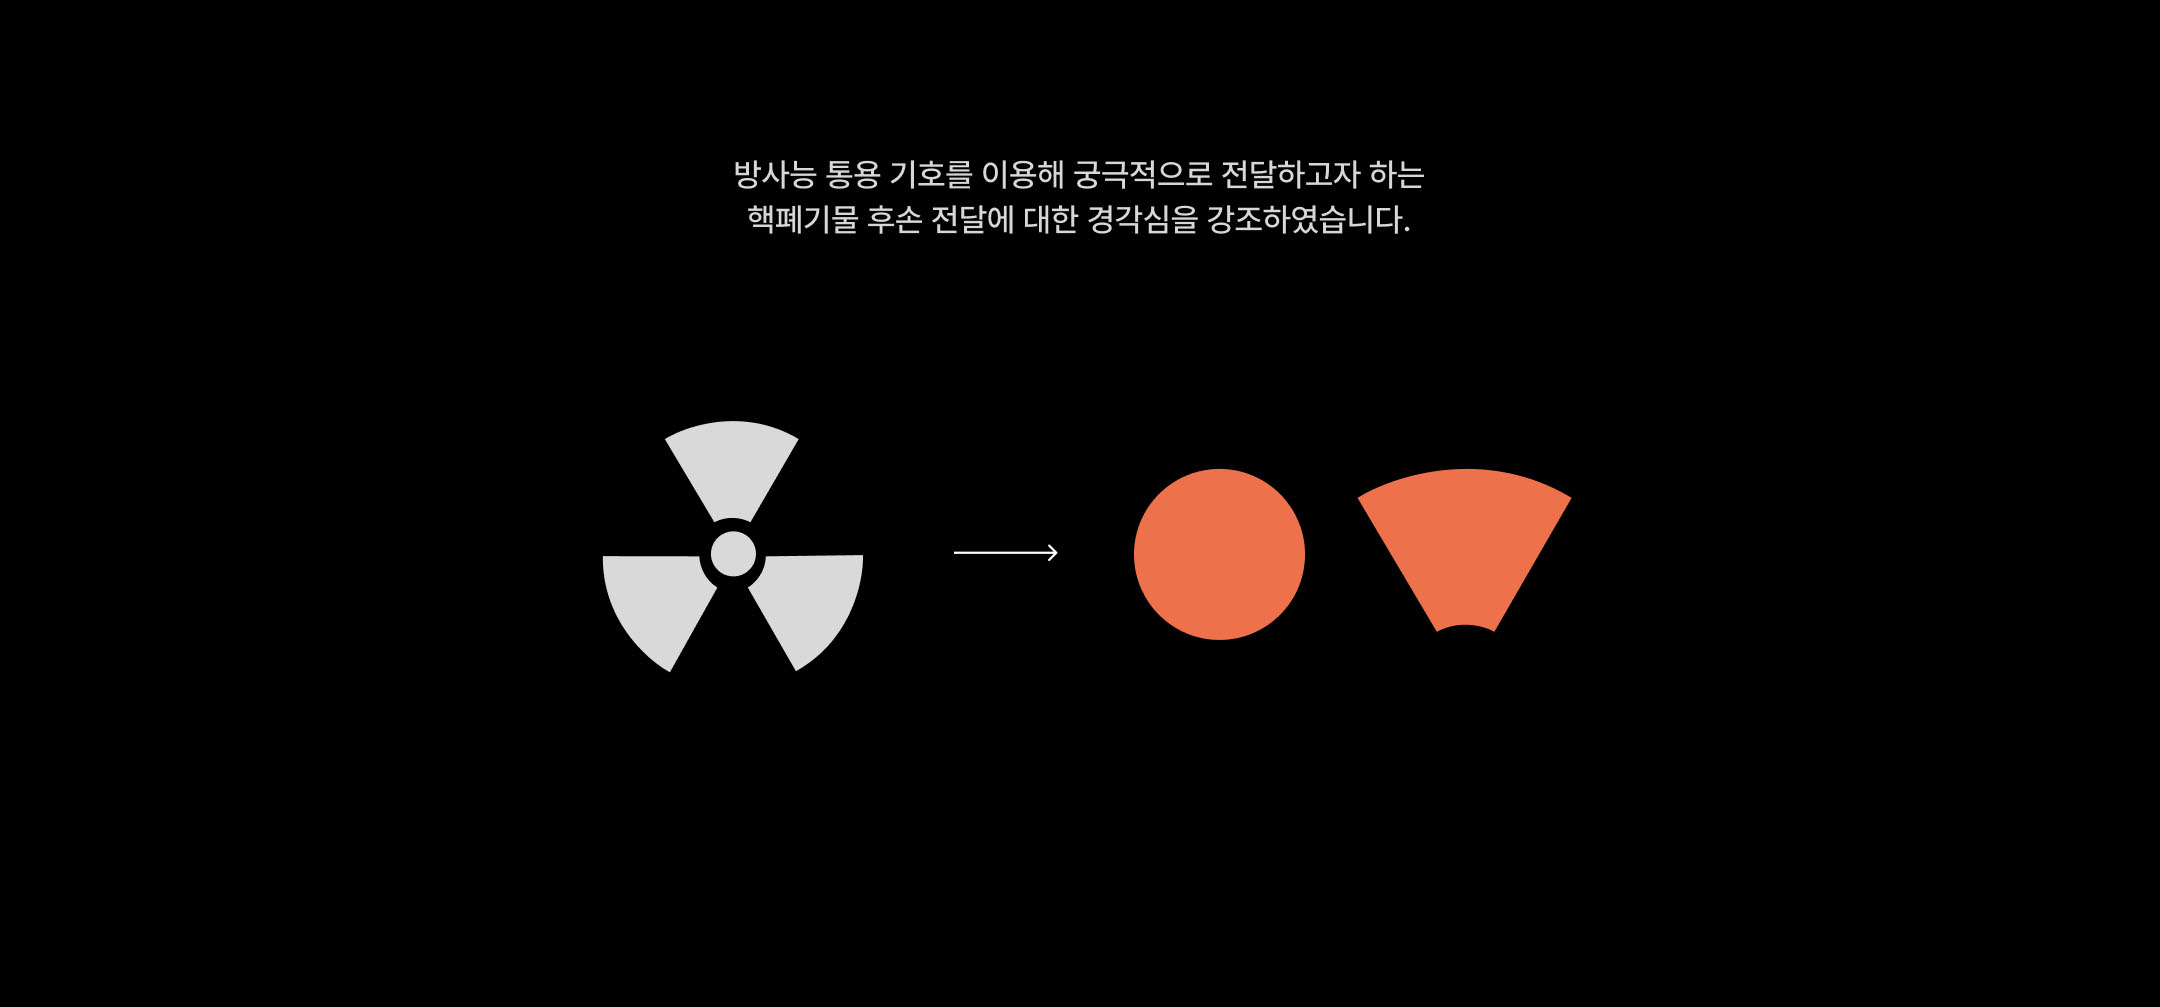 방사능 통용 기호를 이용해 궁극적으로 전달하고자 하는
핵폐기물 후손 전달에 대한 경각심을 강조하였습니다.